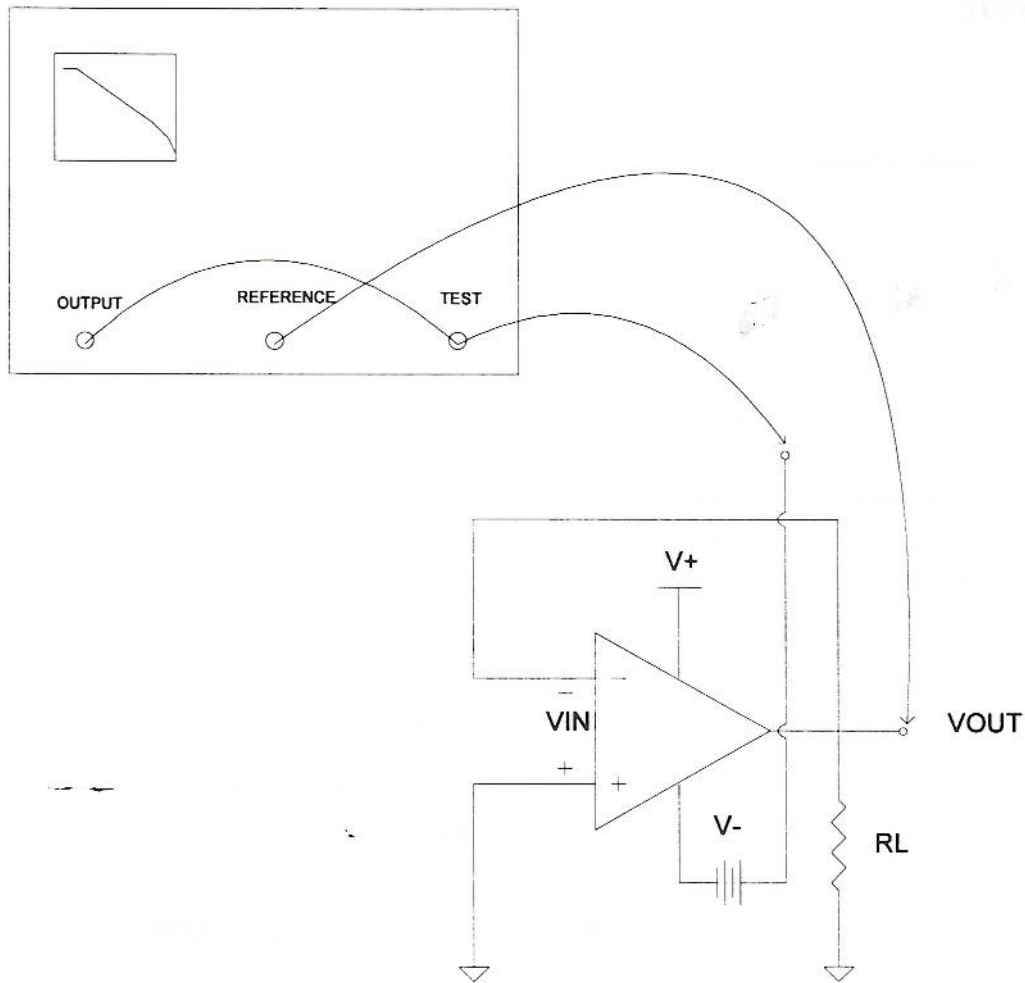 OUTPUT REFERENCE TEST
V+
−
−
VIN
VOUT
+ +
V-
RL